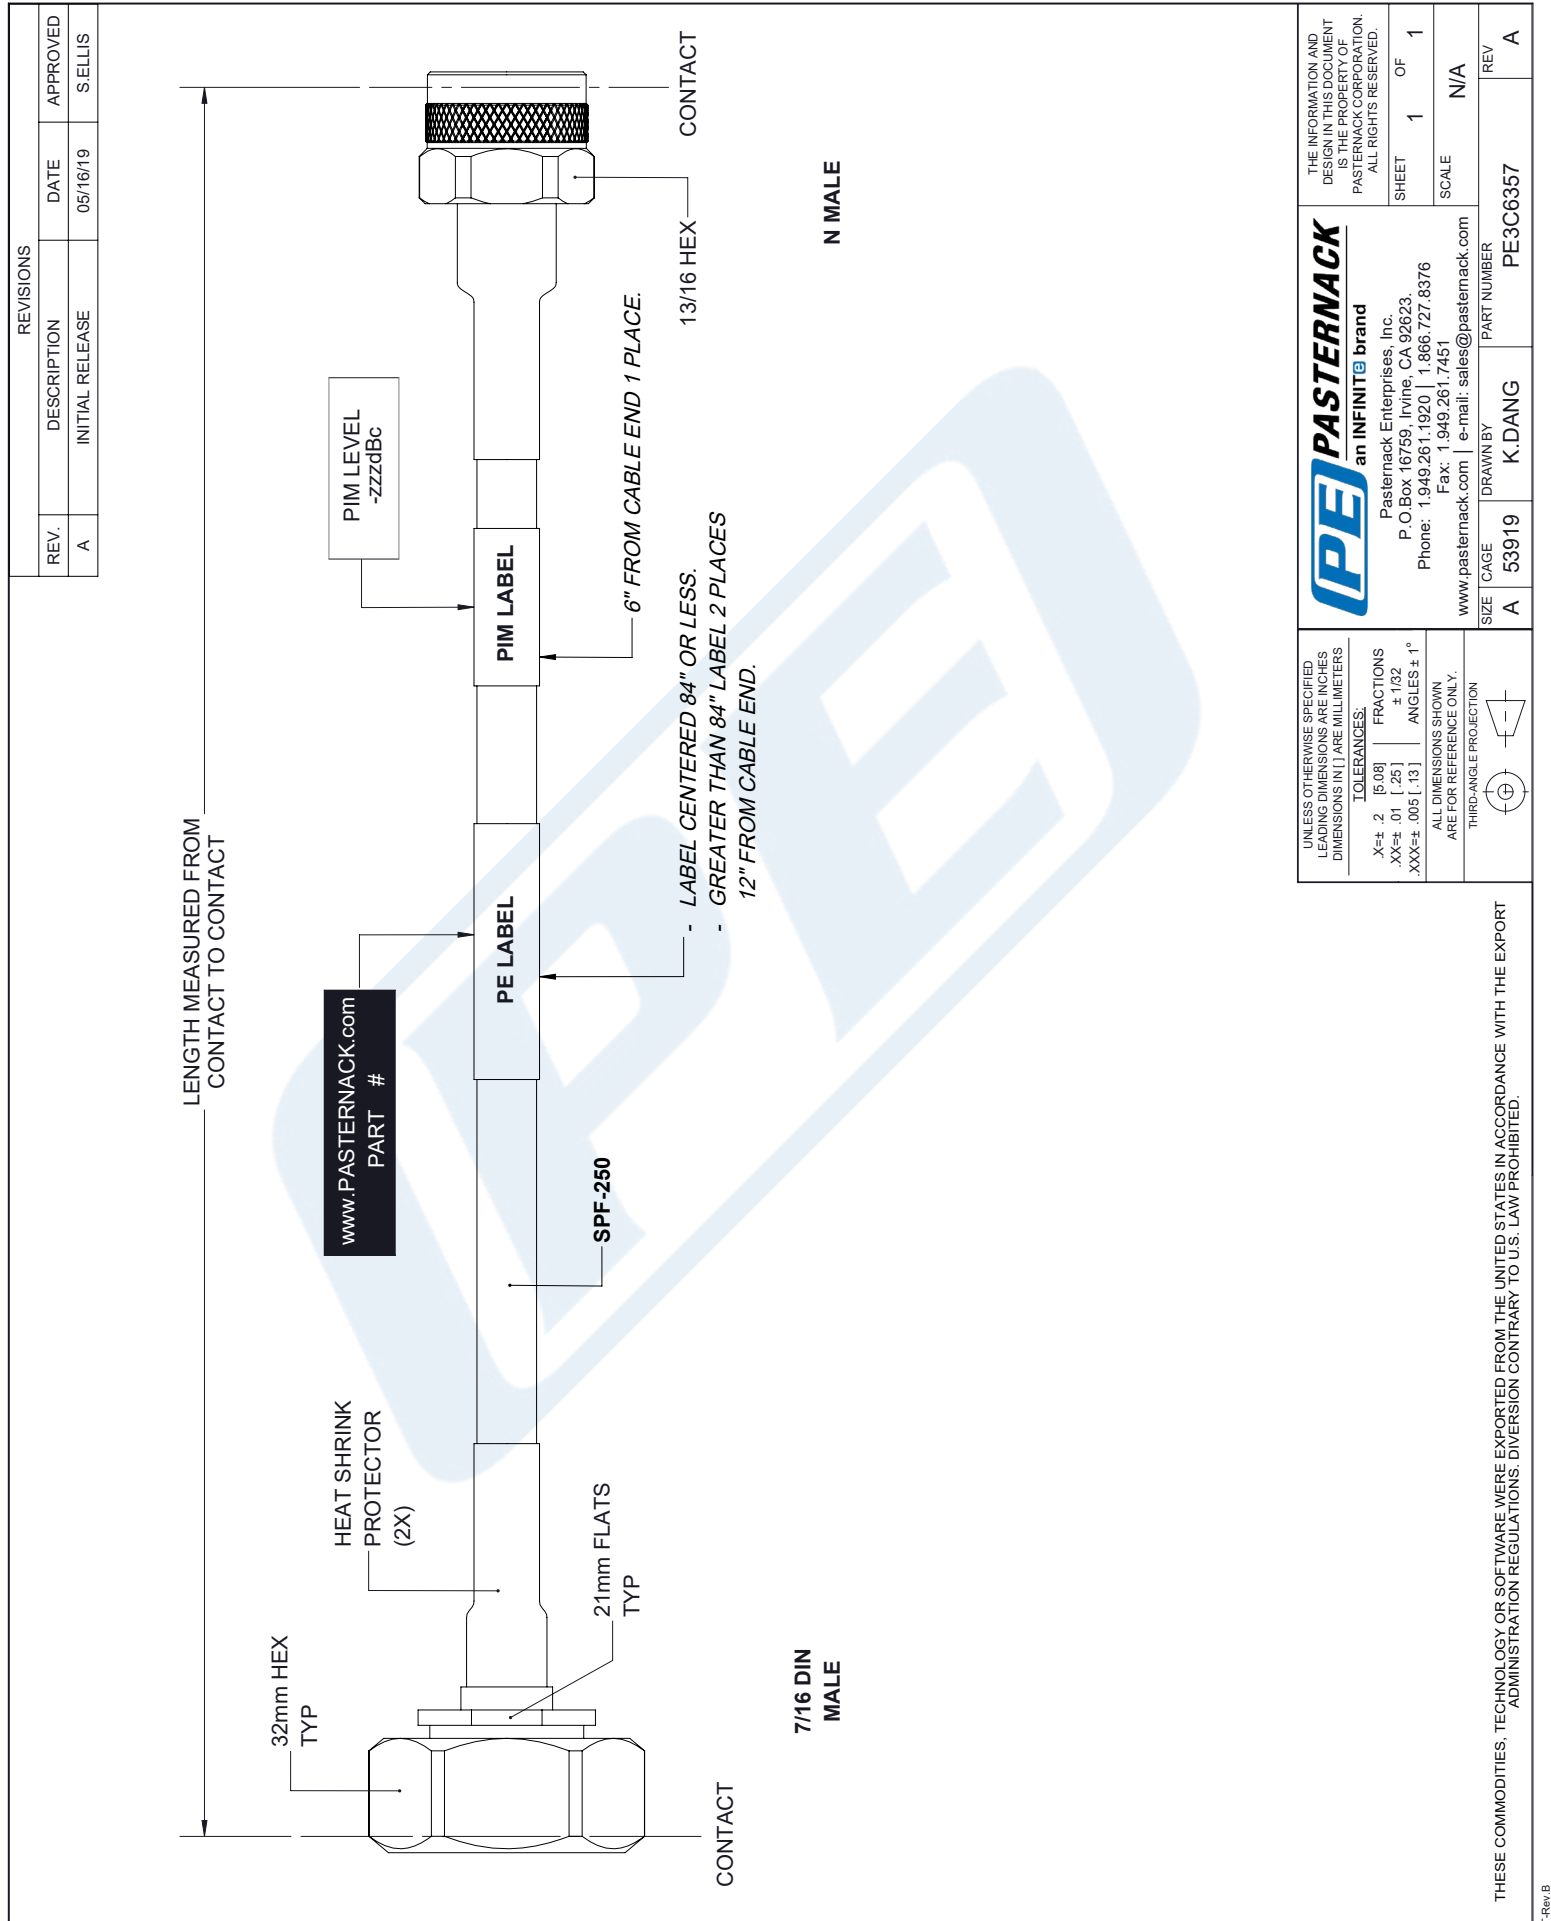 REVISIONS
REV. DESCRIPTION DATE APPROVED
A INITIAL RELEASE 05/16/19 S.ELLIS
LENGTH MEASURED FROM
CONTACT TO CONTACT
32mm HEX
TYP
HEAT SHRINK
PROTECTOR
(2X)
www.PASTERNACK.com
PART #
PIM LEVEL
-zzzdBc
PE LABEL
PIM LABEL
21mm FLATS
TYP
SPF-250
- LABEL CENTERED 84" OR LESS.
- GREATER THAN 84" LABEL 2 PLACES
12" FROM CABLE END.
6" FROM CABLE END 1 PLACE.
13/16 HEX
CONTACT
CONTACT
7/16 DIN
MALE
N MALE
UNLESS OTHERWISE SPECIFIED
LEADING DIMENSIONS ARE INCHES
DIMENSIONS IN [ ] ARE MILLIMETERS
TOLERANCES:
.X=± .2 [5.08] FRACTIONS
.XX=± .01 [.25] ± 1/32
.XXX=± .005 [.13] ANGLES ± 1°
ALL DIMENSIONS SHOWN
ARE FOR REFERENCE ONLY.
THIRD-ANGLE PROJECTION
PE PASTERNACK
an INFINITe brand
Pasternack Enterprises, Inc.
P.O.Box 16759, Irvine, CA 92623.
Phone: 1.949.261.1920 | 1.866.727.8376
Fax: 1.949.261.7451
www.pasternack.com | e-mail: sales@pasternack.com
THE INFORMATION AND
DESIGN IN THIS DOCUMENT
IS THE PROPERTY OF
PASTERNACK CORPORATION.
ALL RIGHTS RESERVED.
SHEET 1 OF 1
SCALE N/A
SIZE A CAGE 53919 DRAWN BY K.DANG PART NUMBER PE3C6357 REV A
THESE COMMODITIES, TECHNOLOGY OR SOFTWARE WERE EXPORTED FROM THE UNITED STATES IN ACCORDANCE WITH THE EXPORT
ADMINISTRATION REGULATIONS. DIVERSION CONTRARY TO U.S. LAW PROHIBITED.
-Rev.B
PE